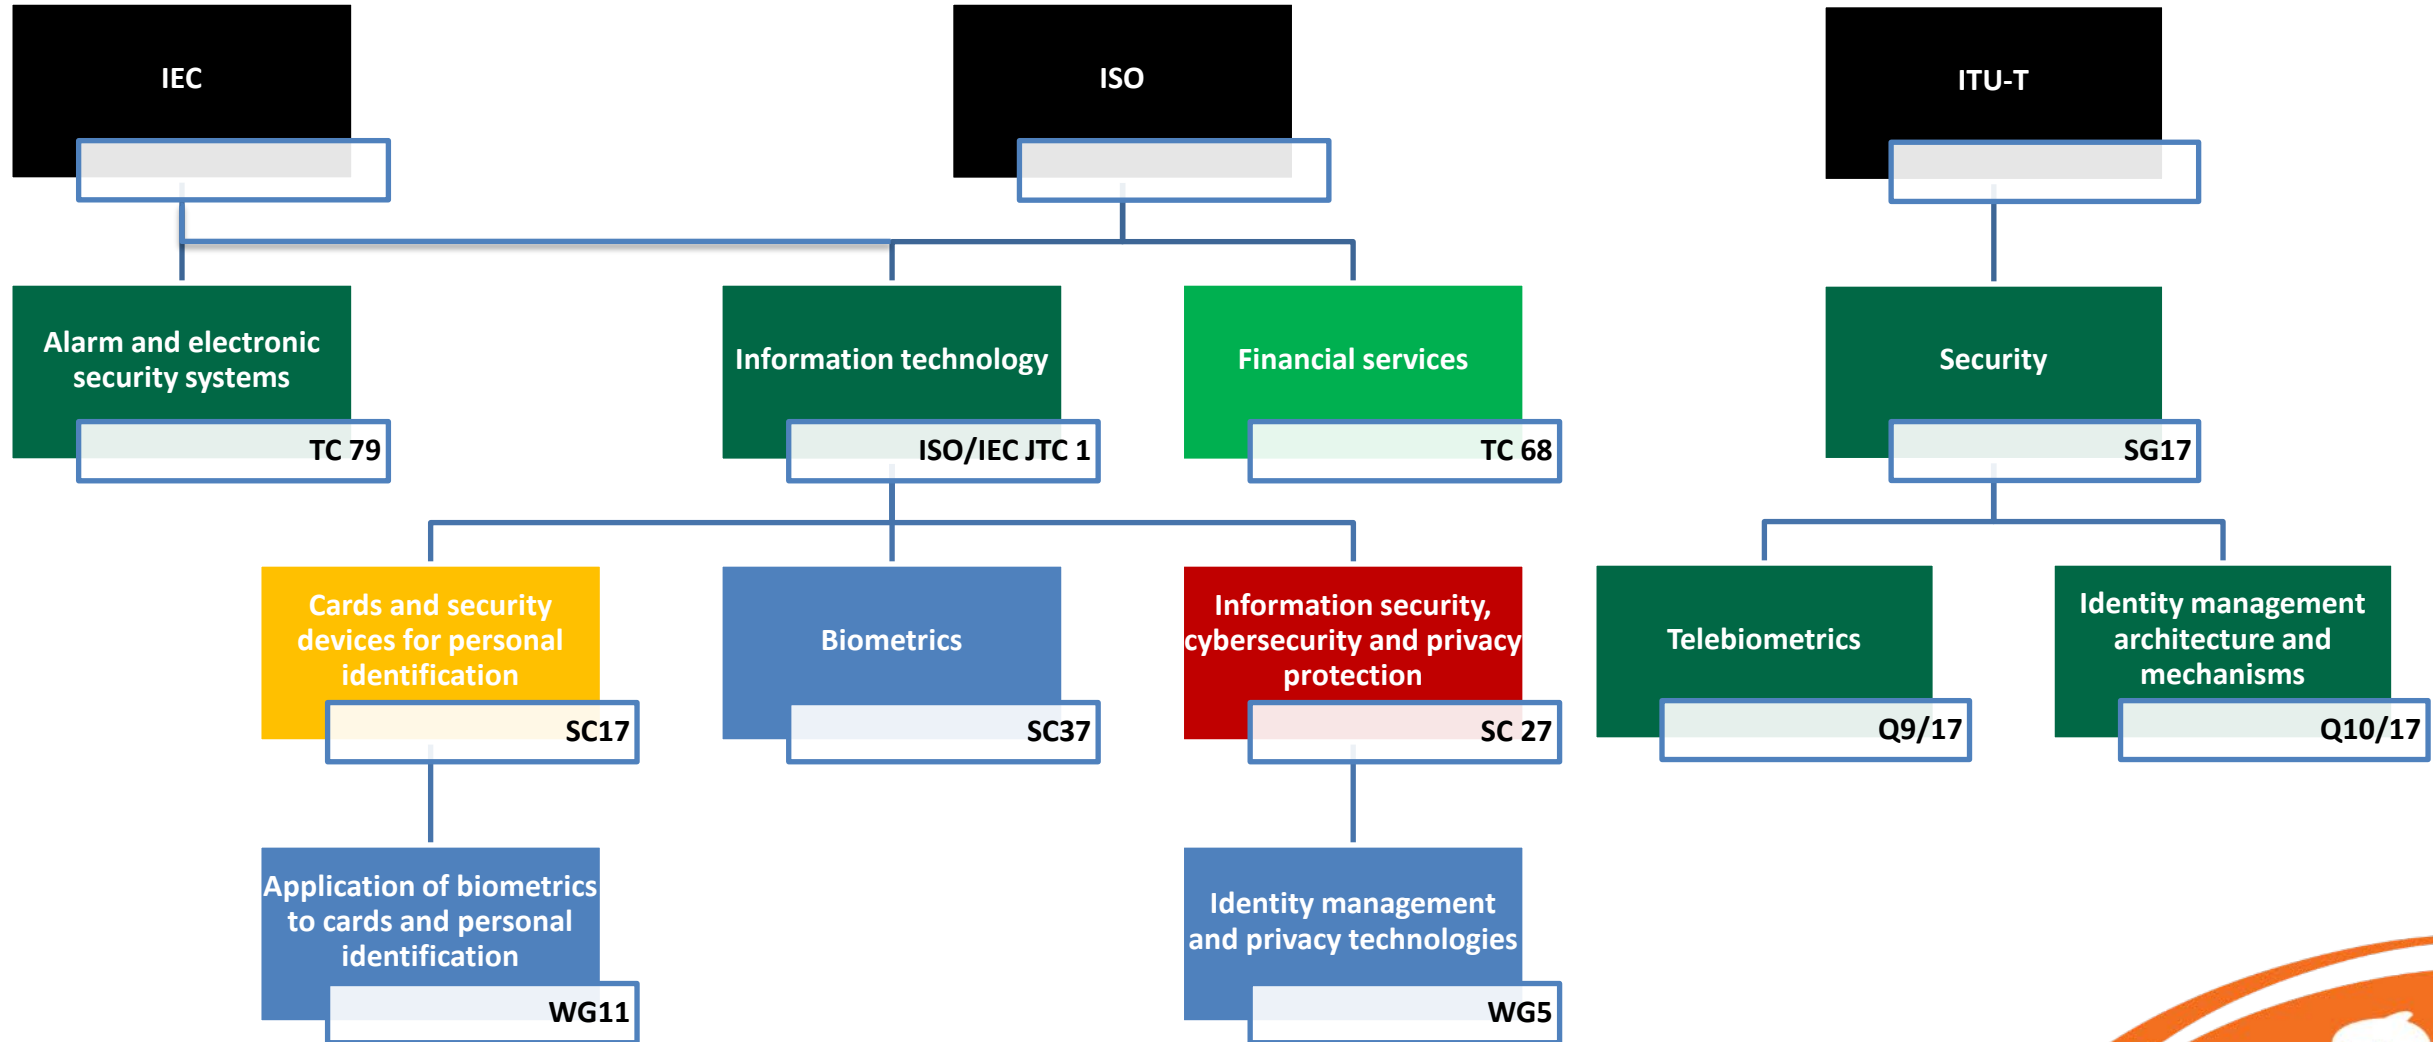 IEC
ISO
ITU-T
Alarm and electronic
security systems
TC 79
Information technology
ISO/IEC JTC 1
Financial services
TC 68
Security
SG17
Cards and security
devices for personal
identification
SC17
Biometrics
SC37
Information security,
cybersecurity and privacy
protection
SC 27
Telebiometrics
Q9/17
Identity management
architecture and
mechanisms
Q10/17
Application of biometrics
to cards and personal
identification
WG11
Identity management
and privacy technologies
WG5